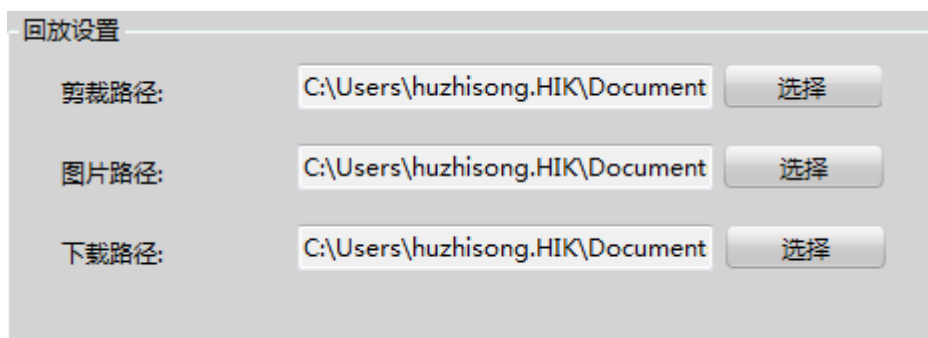 回放设置
剪裁路径: C:\Users\huzhisong.HIK\Document 选择
图片路径: C:\Users\huzhisong.HIK\Document 选择
下载路径: C:\Users\huzhisong.HIK\Document 选择